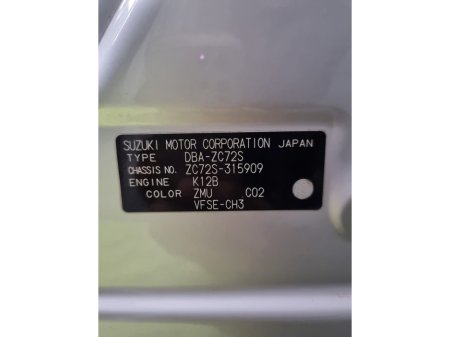 SUZUKI MOTOR CORPORATION JAPAN
TYPE DBA-ZC72S
CHASSIS NO. ZC72S-315909
ENGINE K12B
COLOR ZMU C02
VFSE-CH3